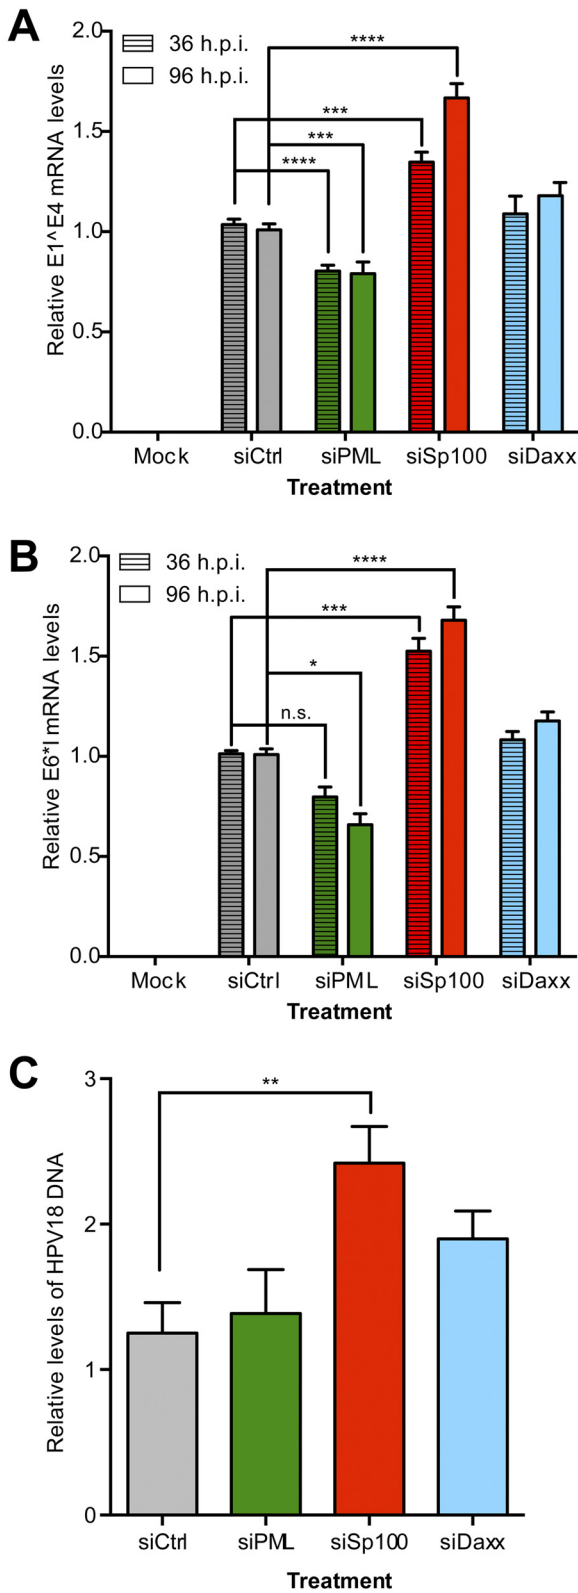 A
2.0
36 h.p.i.
96 h.p.i.
****
***
***
****
1.5
1.0
0.5
0.0
Relative E1^E4 mRNA levels
Mock siCtrl siPML siSp100 siDaxx
Treatment
B
2.0
36 h.p.i.
96 h.p.i.
****
***
*
n.s.
1.5
1.0
0.5
0.0
Relative E6*I mRNA levels
Mock siCtrl siPML siSp100 siDaxx
Treatment
C
3
**
2
1
0
Relative levels of HPV18 DNA
siCtrl siPML siSp100 siDaxx
Treatment